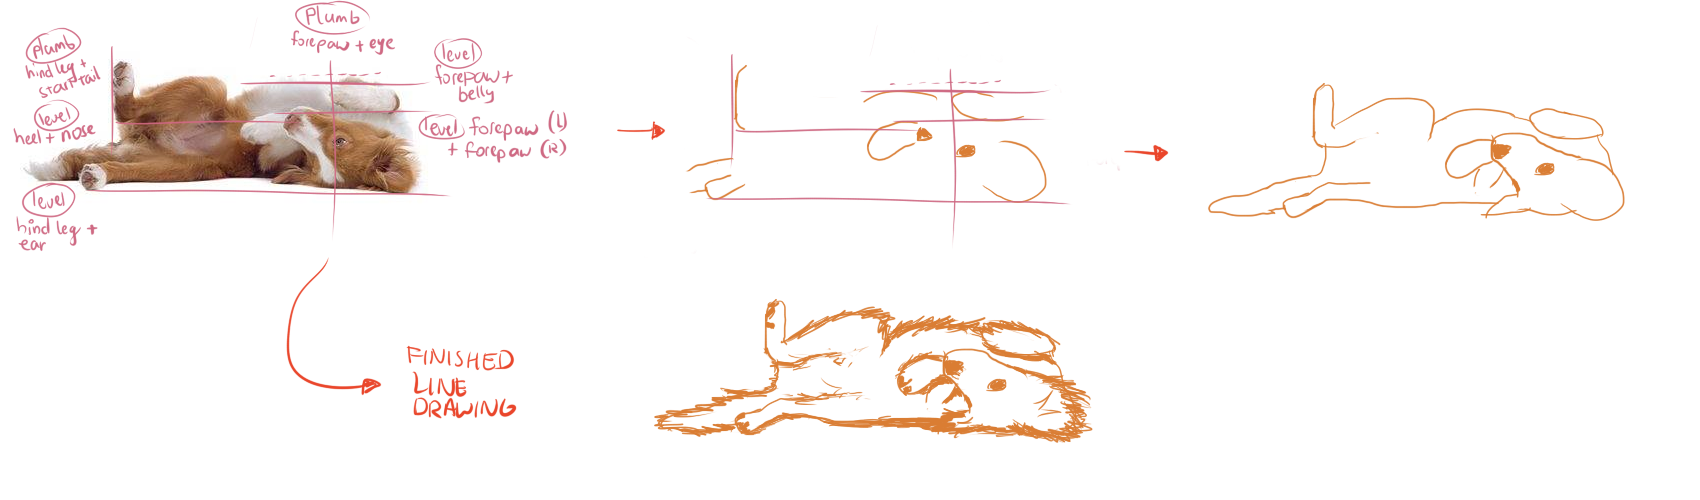 Plumb
forepaw + eye
Plumb
hind leg +
start tail
level
heel + nose
level
forepaw +
belly
level forepaw (L)
+ forepaw (R)
level
hind leg +
ear
FINISHED
LINE
DRAWING